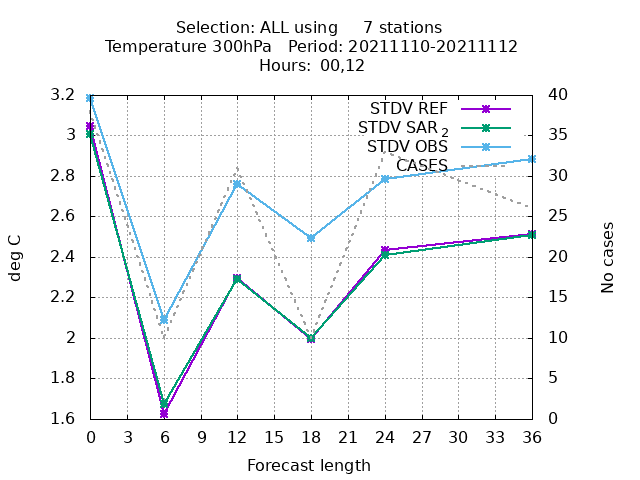 Selection: ALL using     7 stations
Temperature 300hPa   Period: 20211110-20211112
Hours:  00,12
STDV REF
STDV SAR 2
STDV OBS
CASES
3.2
3
2.8
2.6
2.4
2.2
2
1.8
1.6
40
35
30
25
20
15
10
5
0
0 3 6 9 12 15 18 21 24 27 30 33 36
deg C
No cases
Forecast length